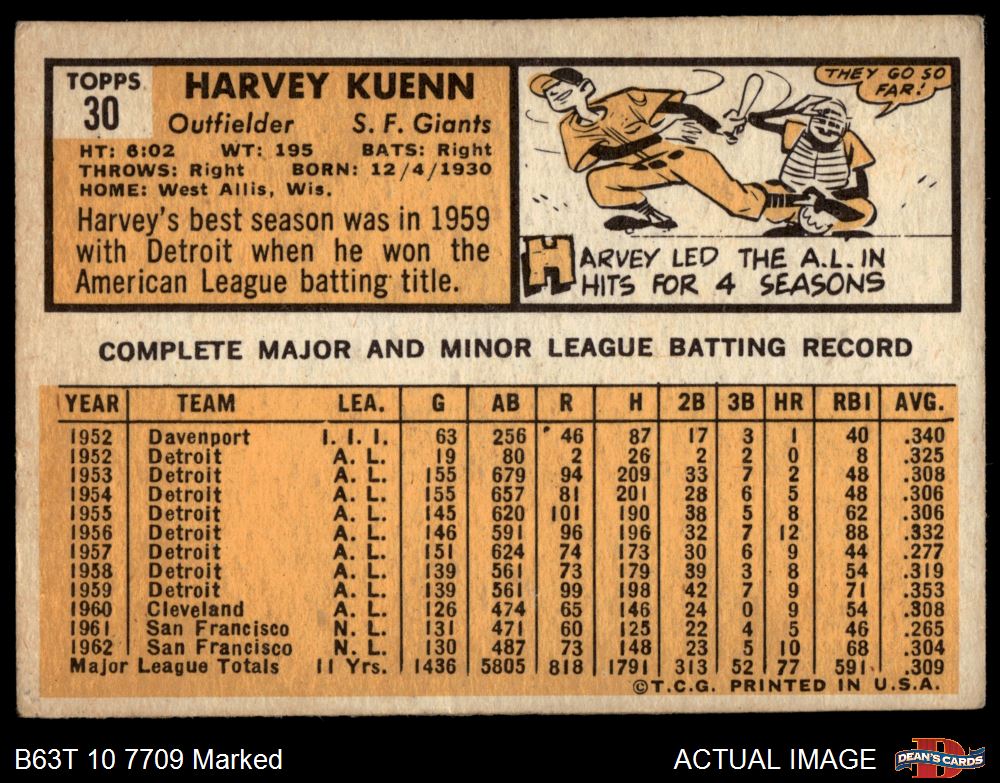 TOPPS
30
HARVEY KUENN
Outfielder S. F. Giants
HT: 6:02 WT: 195 BATS: Right
THROWS: Right BORN: 12/4/1930
HOME: West Allis, Wis.
Harvey's best season was in 1959
with Detroit when he won the
American League batting title.
THEY GO SO
FAR!
HARVEY LED THE A.L. IN
HITS FOR 4 SEASONS
COMPLETE MAJOR AND MINOR LEAGUE BATTING RECORD
YEAR TEAM LEA. G AB R H 2B 3B HR RBI AVG.
1952 Davenport I. I. I. 63 256 46 87 17 3 1 40 .340
1952 Detroit A. L. 19 80 2 26 2 2 0 8 .325
1953 Detroit A. L. 155 679 94 209 33 7 2 48 .308
1954 Detroit A. L. 155 657 81 201 28 6 5 48 .306
1955 Detroit A. L. 145 620 101 190 38 5 8 62 .306
1956 Detroit A. L. 146 591 96 196 32 7 12 88 .332
1957 Detroit A. L. 151 624 74 173 30 6 9 44 .277
1958 Detroit A. L. 139 561 73 179 39 3 8 54 .319
1959 Detroit A. L. 139 561 99 198 42 7 9 71 .353
1960 Cleveland A. L. 126 474 65 146 24 0 9 54 .308
1961 San Francisco N. L. 131 471 60 125 22 4 5 46 .265
1962 San Francisco N. L. 130 487 73 148 23 5 10 68 .304
Major League Totals 11 Yrs. 1436 5805 818 1791 313 52 77 591 .309
©T.C.G. PRINTED IN U.S.A.
B63T 10 7709 Marked ACTUAL IMAGE
D
DEAN'S CARDS